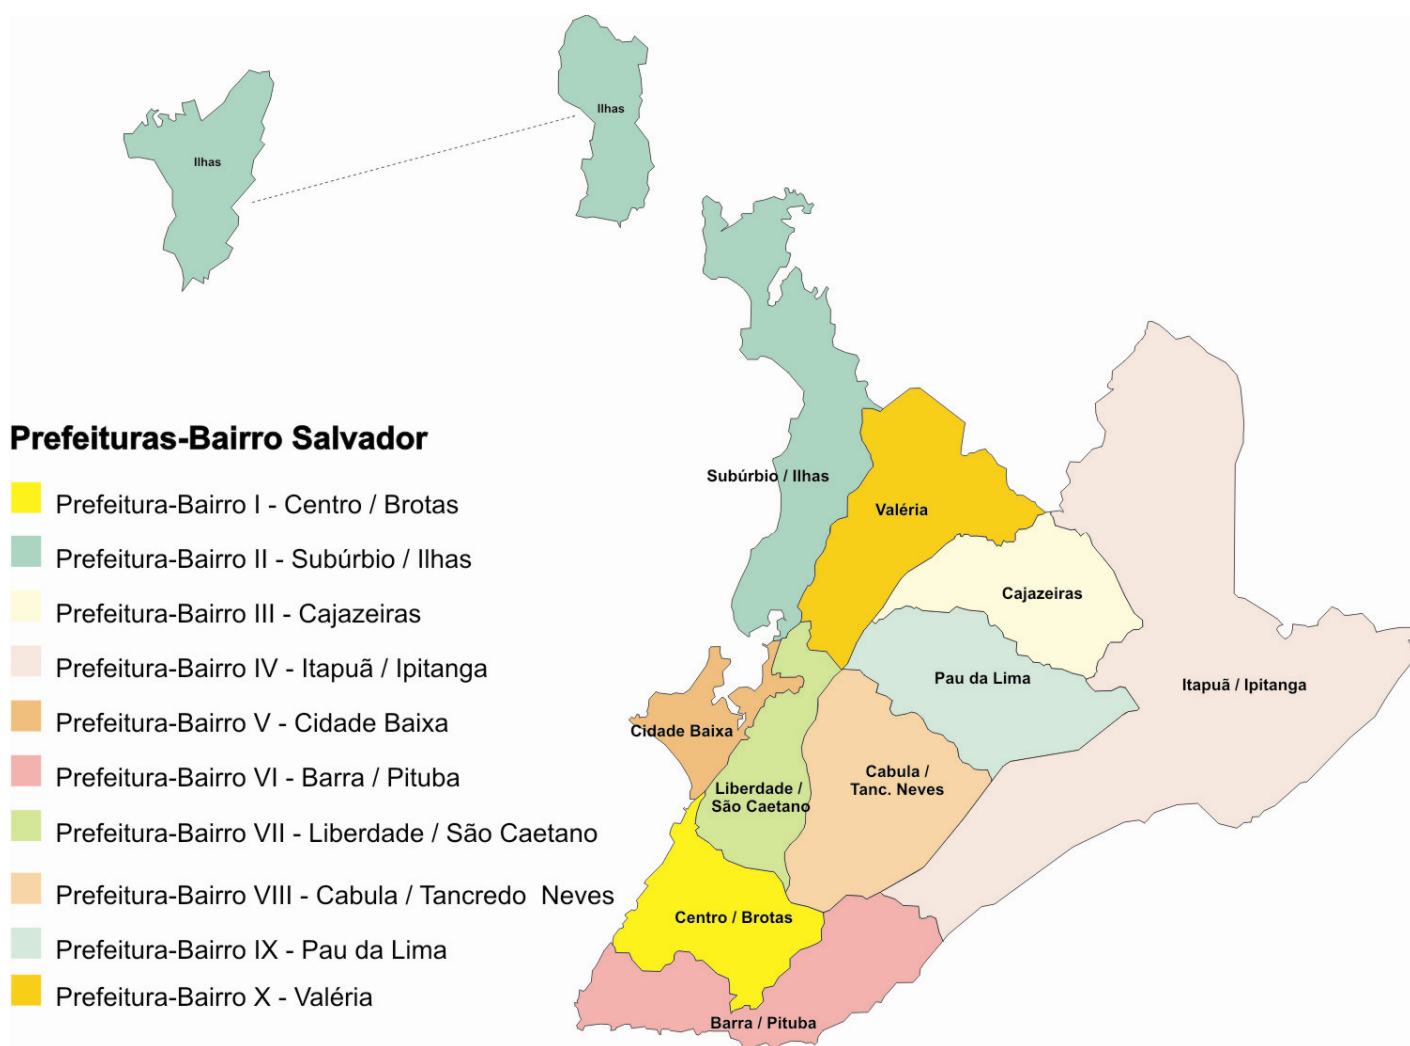 Ilhas
Ilhas
Prefeituras-Bairro Salvador
Prefeitura-Bairro I - Centro / Brotas
Prefeitura-Bairro II - Subúrbio / Ilhas
Prefeitura-Bairro III - Cajazeiras
Prefeitura-Bairro IV - Itapuã / Ipitanga
Prefeitura-Bairro V - Cidade Baixa
Prefeitura-Bairro VI - Barra / Pituba
Prefeitura-Bairro VII - Liberdade / São Caetano
Prefeitura-Bairro VIII - Cabula / Tancredo Neves
Prefeitura-Bairro IX - Pau da Lima
Prefeitura-Bairro X - Valéria
Subúrbio / Ilhas
Valéria
Cajazeiras
Pau da Lima
Itapuã / Ipitanga
Cidade Baixa
Liberdade /
São Caetano
Cabula /
Tanc. Neves
Centro / Brotas
Barra / Pituba